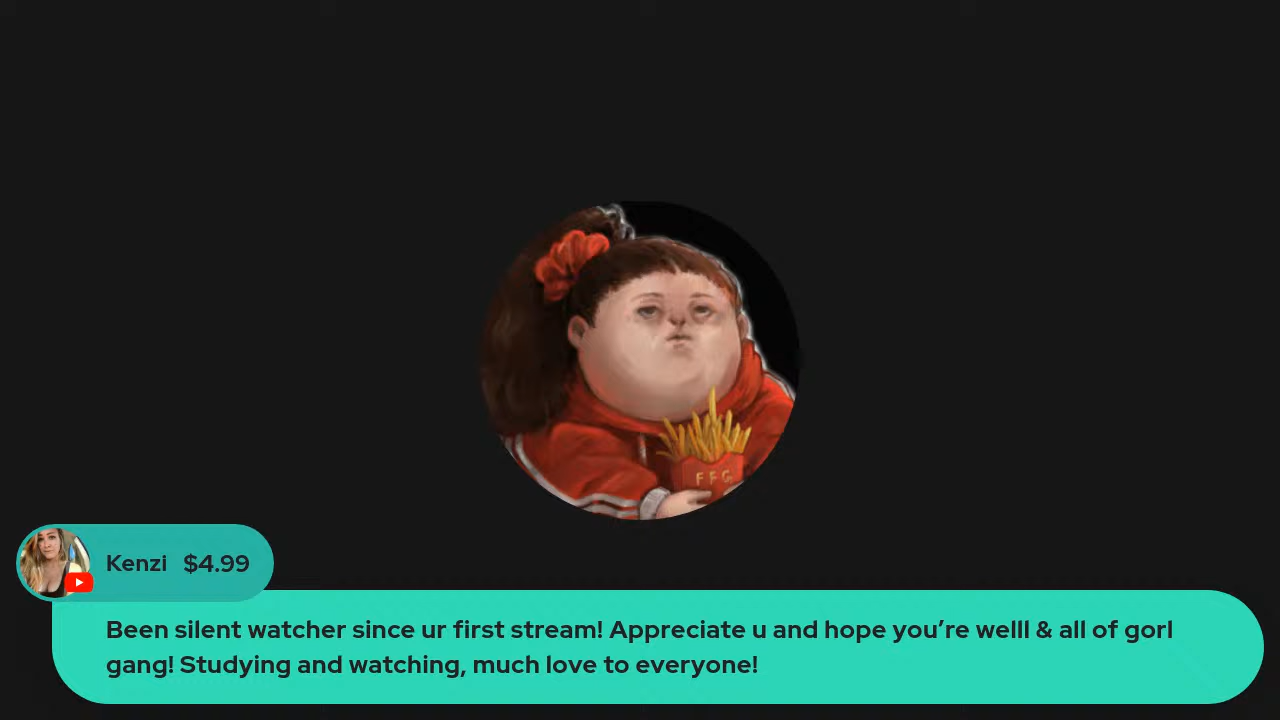 FFG
Kenzi $4.99
Been silent watcher since ur first stream! Appreciate u and hope you’re welll & all of gorl
gang! Studying and watching, much love to everyone!